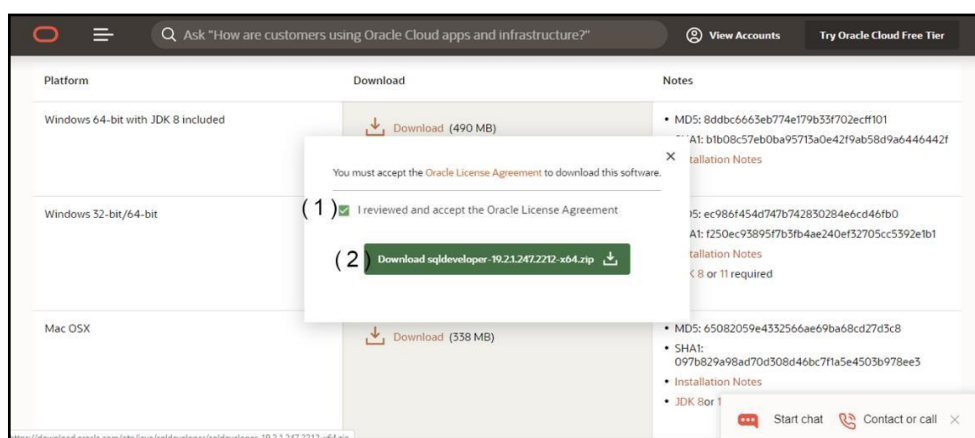 Ask "How are customers using Oracle Cloud apps and infrastructure?"
View Accounts
Try Oracle Cloud Free Tier
Platform
Download
Notes
Windows 64-bit with JDK 8 included
Download (490 MB)
• MD5: 8ddbc6663eb774e179b33f702ecff101
A1: b1b08c57eb0ba95713a0e42f9ab58d9a6446442f
tallation Notes
You must accept the Oracle License Agreement to download this software.
(1) I reviewed and accept the Oracle License Agreement
(2) Download sqldeveloper-19.2.1.247.2212-x64.zip
Windows 32-bit/64-bit
D5: ec986f454d747b742830284e6cd46fb0
A1: f250ec93895f7b3fb4ae240ef32705cc5392e1b1
tallation Notes
K 8 or 11 required
Mac OSX
Download (338 MB)
• MD5: 65082059e4332566ae69ba68cd27d3c8
• SHA1:
097b829a98ad70d308d46bc7f1a5e4503b978ee3
• Installation Notes
• JDK 8or 1
Start chat
Contact or call